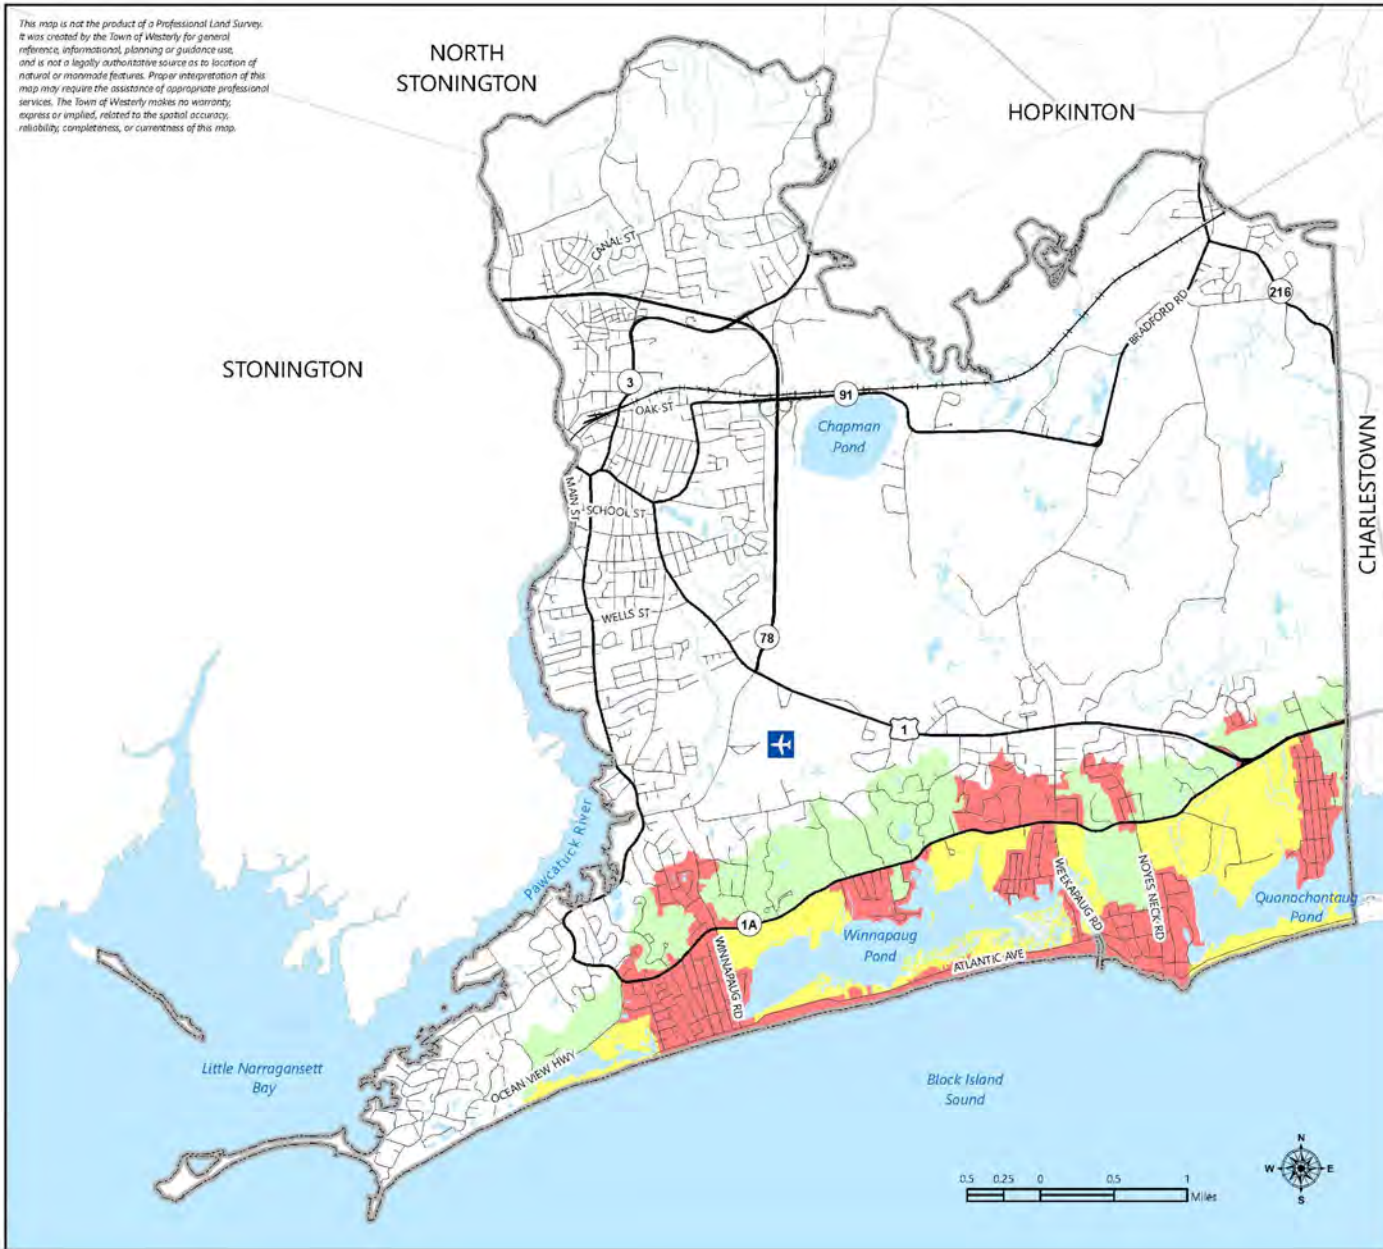 This map is not the product of a Professional Land Survey.
It was created by the Town of Westerly for general
reference, informational, planning or guidance use,
and is not a legally authoritative source as to location of
natural or manmade features. Proper interpretation of this
map may require the assistance of appropriate professional
services. The Town of Westerly makes no warranty,
express or implied, related to the spatial accuracy,
reliability, completeness, or currentness of this map.
NORTH
STONINGTON
HOPKINTON
CANAL ST
216
BRADFORD RD
STONINGTON
3
91
OAK ST
Chapman
Pond
CHARLESTOWN
MAIN ST
SCHOOL ST
WELLS ST
78
1
Pawcatuck River
WEEKAPAUG RD
NOYES NECK RD
Quonochontaug
Pond
1A
WINNAPAUG RD
Winnapaug
Pond
ATLANTIC AVE
OCEAN VIEW HWY
Little Narragansett
Bay
Block Island
Sound
N
W
E
S
0.5 0.25 0 0.5 1
Miles